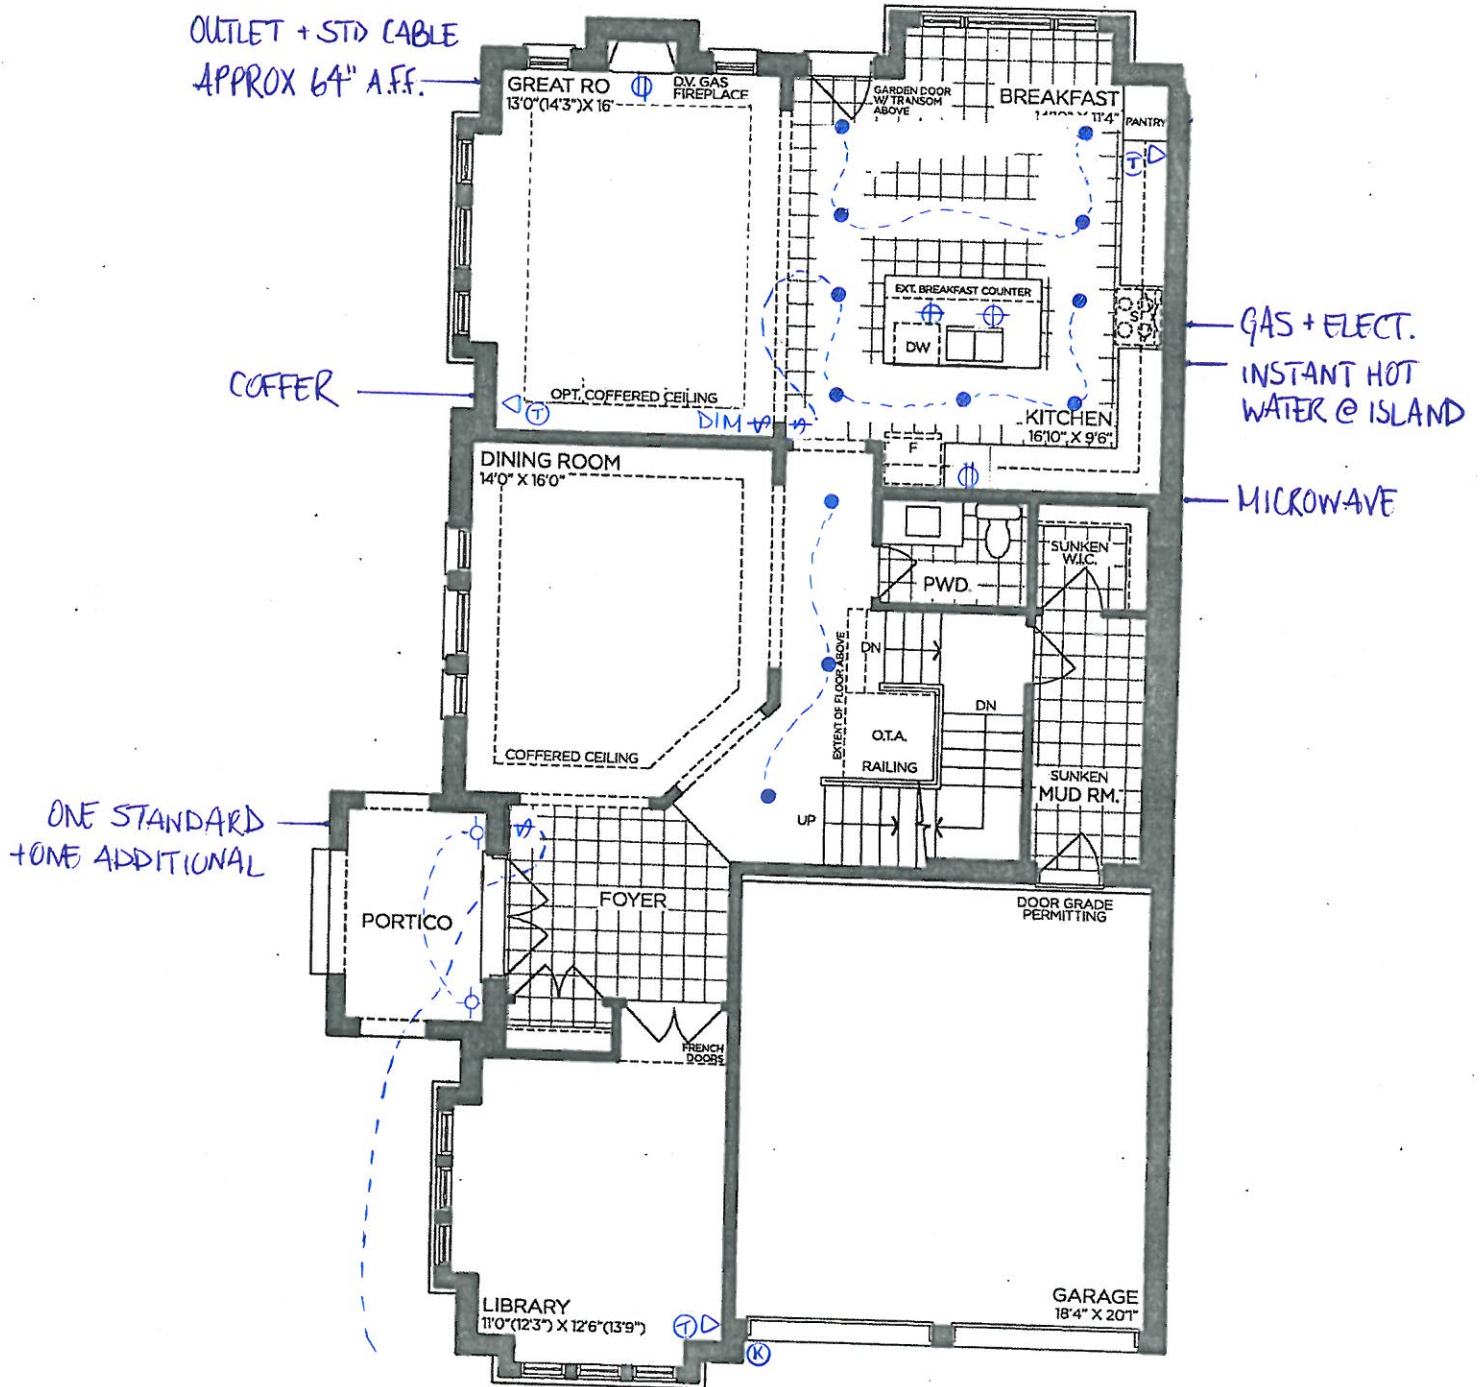 OUTLET + STD CABLE
APPROX 64" A.F.F.
GREAT RO
13'0"(14'3") X 16'
D.V. GAS
FIREPLACE
GARDEN DOOR
W/ TRANSOM
ABOVE
BREAKFAST
14'10" X 11'4"
PANTRY
T
EXT. BREAKFAST COUNTER
DW
S
GAS + ELECT.
INSTANT HOT
WATER @ ISLAND
COFFER
OPT. COFFERED CEILING
T
DIM $ $
KITCHEN
16'10" X 9'6"
F
MICROWAVE
DINING ROOM
14'0" X 16'0"
SUNKEN
W.I.C.
PWD.
DN
EXTENT OF FLOOR ABOVE
DN
O.T.A.
RAILING
COFFERED CEILING
SUNKEN
MUD RM.
UP
ONE STANDARD
+ONE ADDITIONAL
$
PORTICO
FOYER
DOOR GRADE
PERMITTING
FRENCH
DOORS
LIBRARY
11'0"(12'3") X 12'6"(13'9")
T
K
GARAGE
18'4" X 20'1"